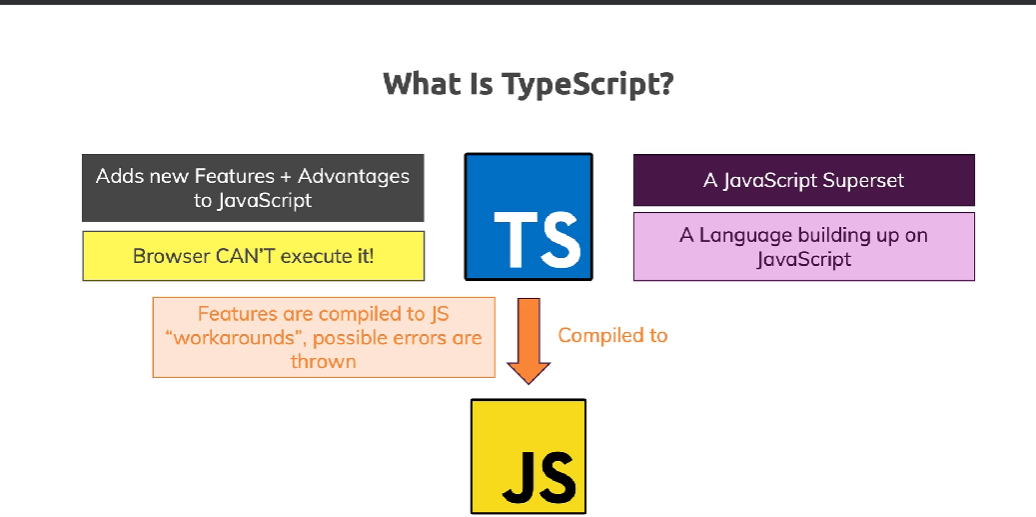 What Is TypeScript?
Adds new Features + Advantages
to JavaScript
Browser CAN'T execute it!
TS
A JavaScript Superset
A Language building up on
JavaScript
Features are compiled to JS
“workarounds”, possible errors are
thrown
Compiled to
JS